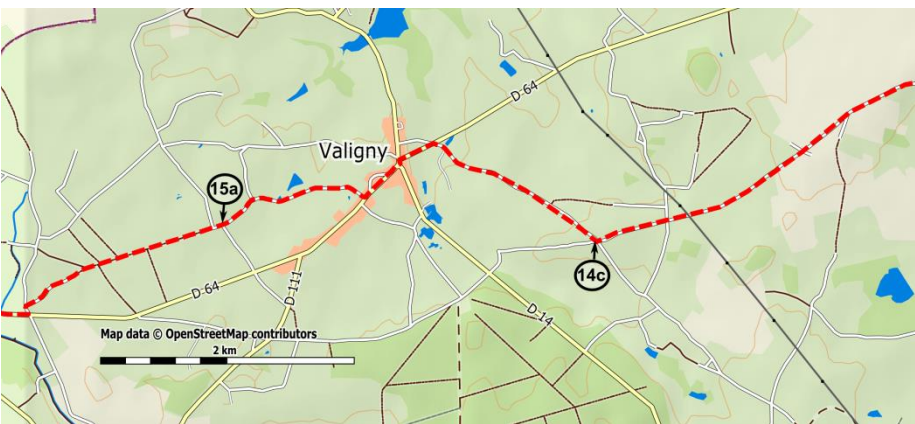 D-64
Valigny
15a
14c
D-64
D-111
D-14
Map data © OpenStreetMap contributors
2 km